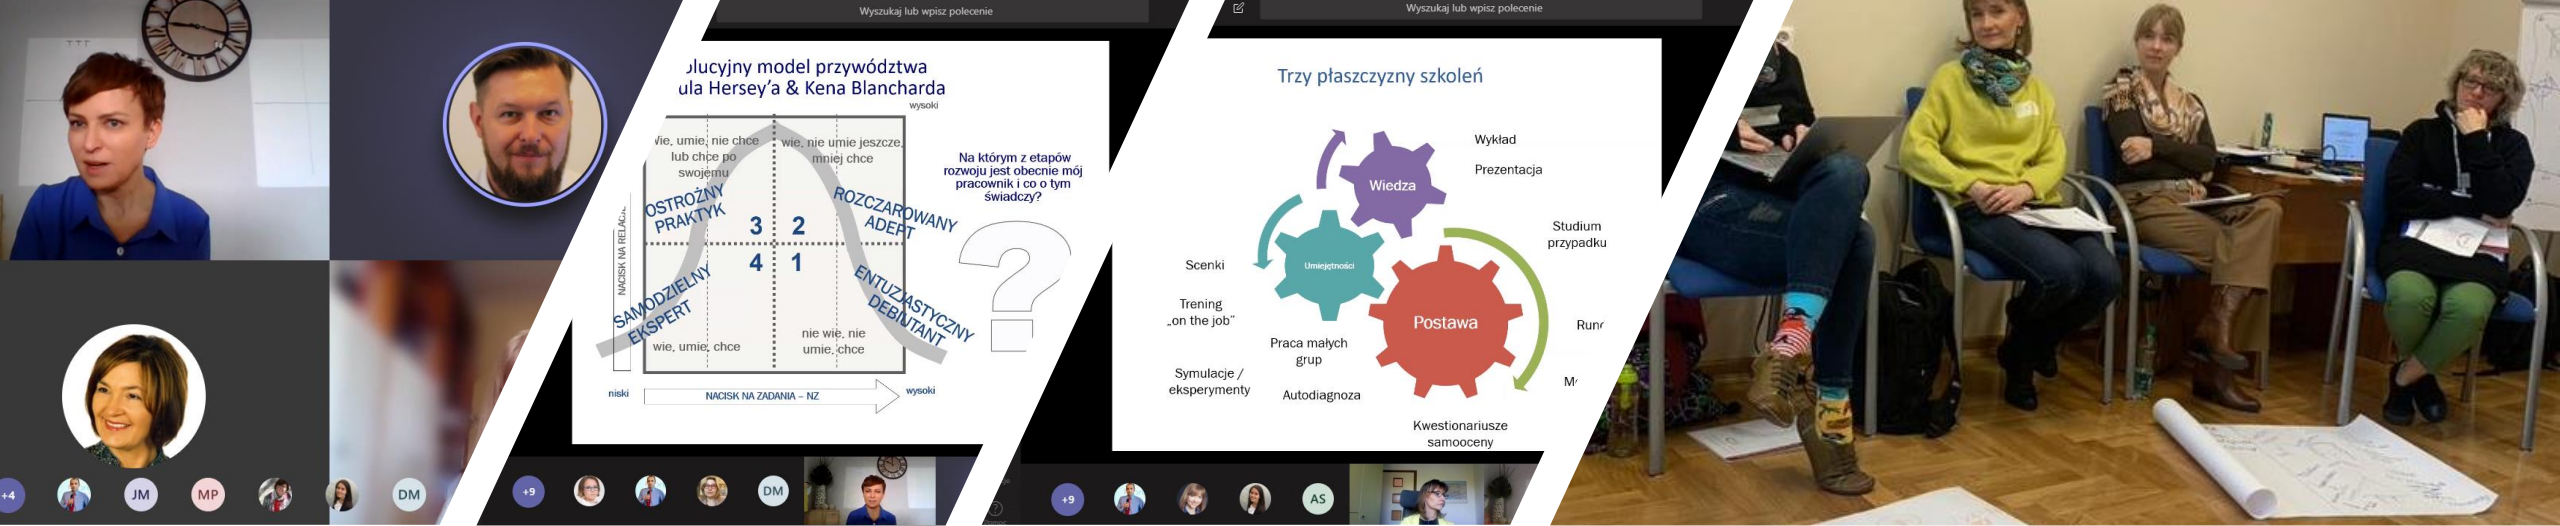 +4
JM
MP
DM
Wyszukaj lub wpisz polecenie
olucyjny model przywództwa
ula Hersey'a & Kena Blancharda
wysoki
wie, umie, nie chce
lub chce po
swojemu
wie, nie umie jeszcze,
mniej chce
OSTROŻNY
PRAKTYK
ROZCZAROWANY
ADEPT
3 2
4 1
NACISK NA RELACJE
SAMODZIELNY
EKSPERT
ENTUZJASTYCZNY
DEBIUTANT
wie, umie, chce
nie wie, nie
umie, chce
niski
NACISK NA ZADANIA – NZ
wysoki
Na którym z etapów
rozwoju jest obecnie mój
pracownik i co o tym
świadczy?
?
+9
DM
Wyszukaj lub wpisz polecenie
Trzy płaszczyzny szkoleń
Wykład
Prezentacja
Wiedza
Studium
przypadku
Scenki
Umiejętności
Trening
„on the job”
Postawa
Praca małych
grup
Symulacje /
eksperymenty
Autodiagnoza
Kwestionariusze
samooceny
+9
AS